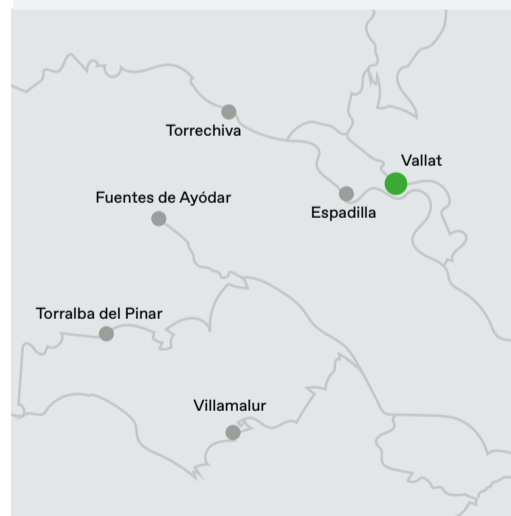 Torrechiva
Vallat
Fuentes de Ayódar
Espadilla
Torralba del Pinar
Villamalur